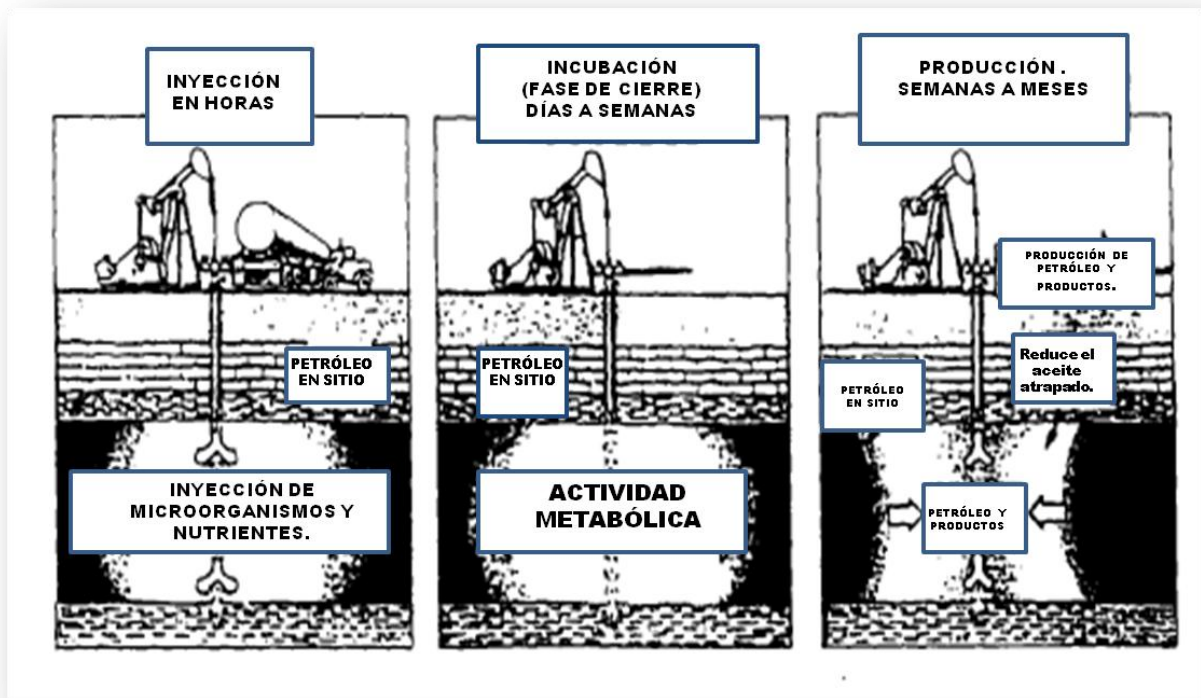 INYECCIÓN
EN HORAS
INCUBACIÓN
(FASE DE CIERRE)
DÍAS A SEMANAS
PRODUCCIÓN .
SEMANAS A MESES
PETRÓLEO
EN SITIO
INYECCIÓN DE
MICROORGANISMOS Y
NUTRIENTES.
PETRÓLEO
EN SITIO
ACTIVIDAD
METABÓLICA
PRODUCCIÓN DE
PETRÓLEO Y
PRODUCTOS.
Reduce el
aceite
atrapado.
PETRÓLEO
EN SITIO
PETRÓLEO Y
PRODUCTOS